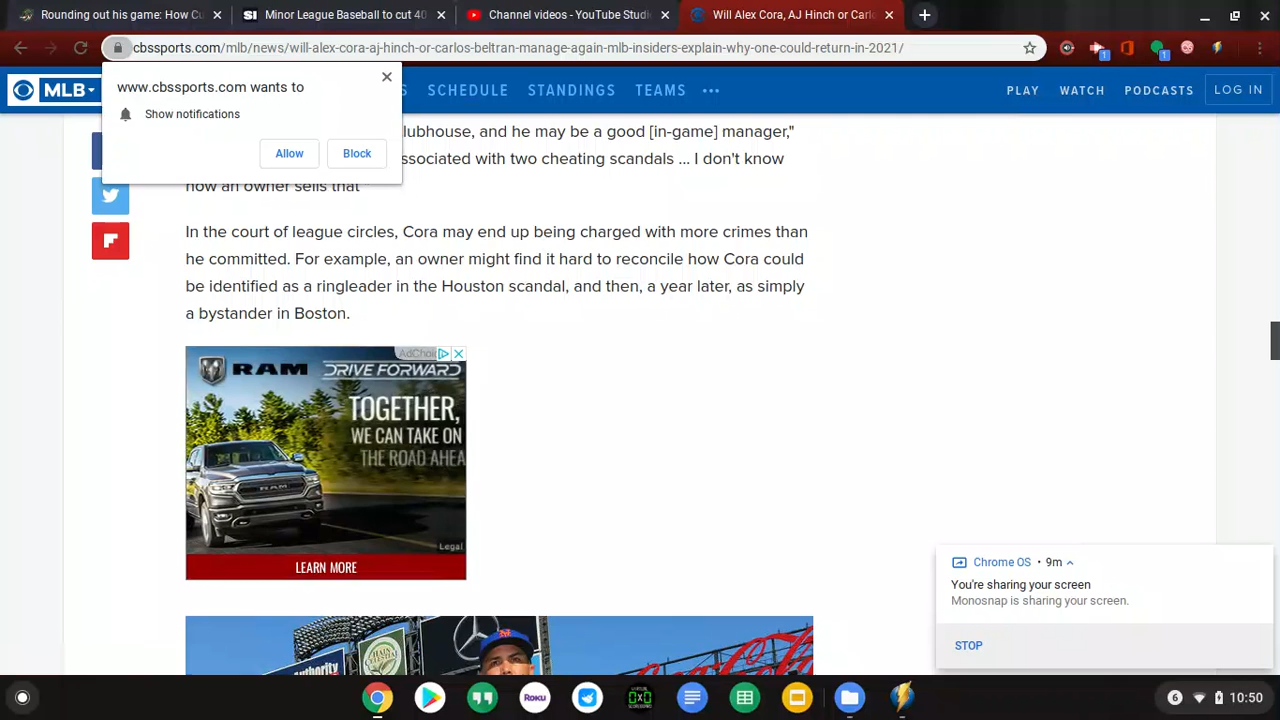 Rounding out his game: How Cu
Minor League Baseball to cut 40
Channel videos - YouTube Studi
Will Alex Cora, AJ Hinch or Carlo
cbssports.com/mlb/news/will-alex-cora-aj-hinch-or-carlos-beltran-manage-again-mlb-insiders-explain-why-one-could-return-in-2021/
MLB
S SCHEDULE STANDINGS TEAMS ••• PLAY WATCH PODCASTS LOG IN
www.cbssports.com wants to
Show notifications
Allow Block
lubhouse, and he may be a good [in-game] manager,"
ssociated with two cheating scandals ... I don't know
how an owner sells that
In the court of league circles, Cora may end up being charged with more crimes than
he committed. For example, an owner might find it hard to reconcile how Cora could
be identified as a ringleader in the Houston scandal, and then, a year later, as simply
a bystander in Boston.
AdChoic
RAM DRIVE FORWARD
TOGETHER,
WE CAN TAKE ON
THE ROAD AHEA
Legal
LEARN MORE
Chrome OS • 9m
You're sharing your screen
Monosnap is sharing your screen.
STOP
Roku
6 10:50